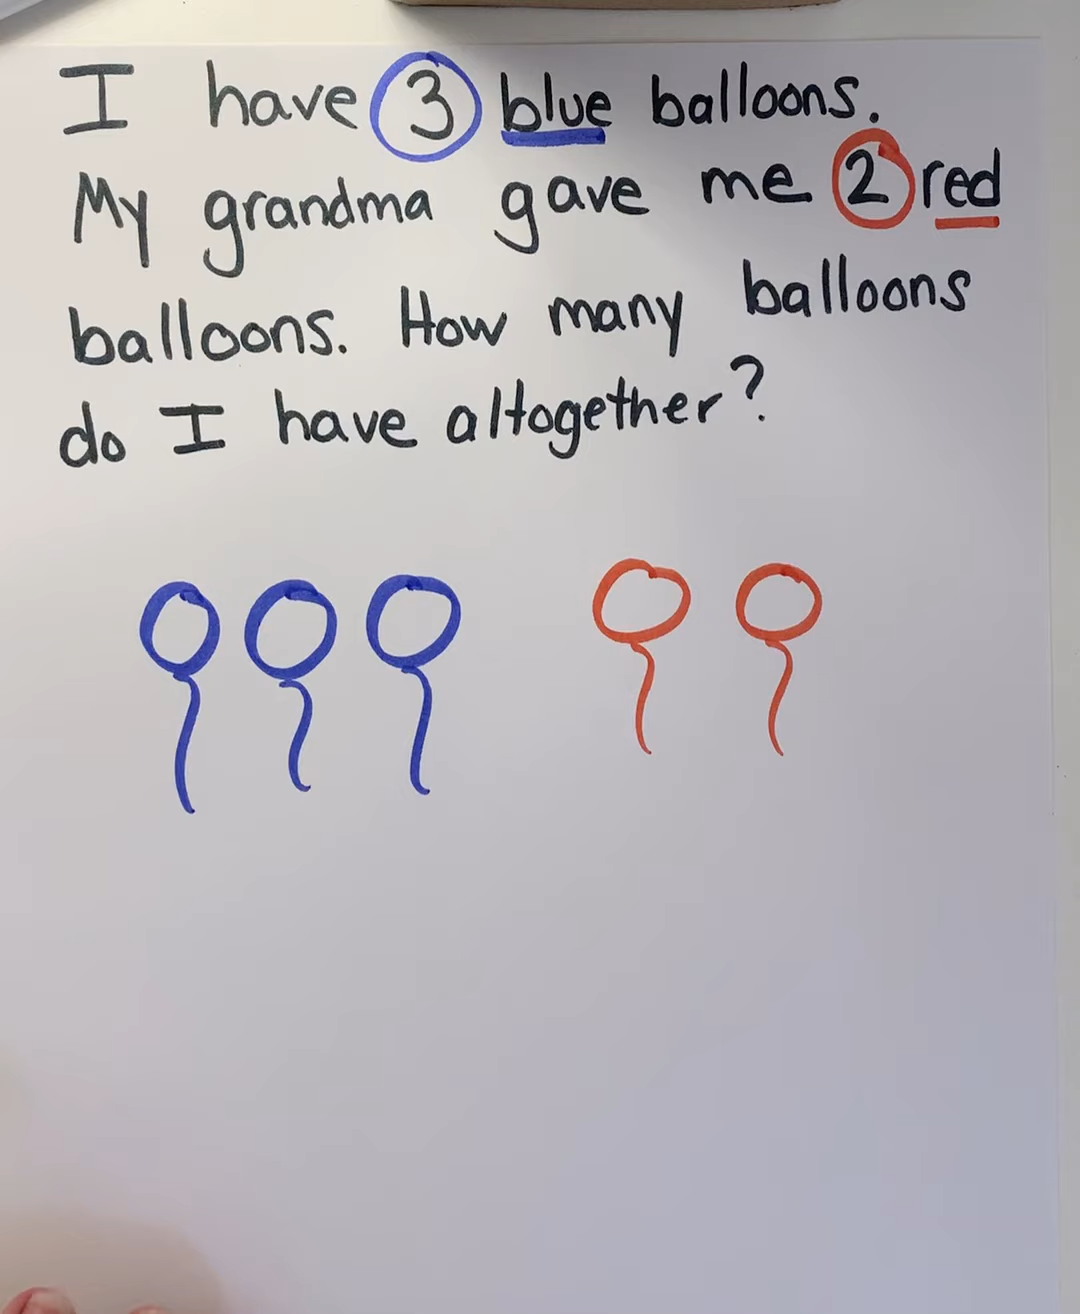 I have 3 blue balloons.
My grandma gave me 2 red
balloons. How many balloons
do I have altogether?